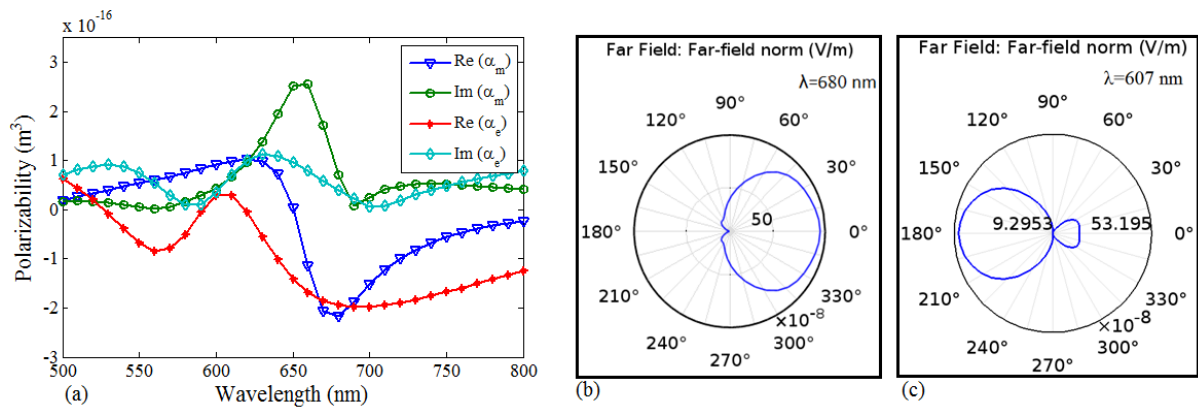 x 10^-16
3
2
1
0
-1
-2
-3
500 550 600 650 700 750 800
Polarizability (m^3)
Wavelength (nm)
Re (α_m)
Im (α_m)
Re (α_e)
Im (α_e)
(a)
Far Field: Far-field norm (V/m)
λ=680 nm
90°
120° 60°
150° 30°
180° 50 0°
210° 330°
×10^-8
240° 300°
270°
(b)
Far Field: Far-field norm (V/m)
λ=607 nm
90°
120° 60°
150° 30°
180° 9.2953 53.195 0°
210° 330°
×10^-8
240° 300°
270°
(c)